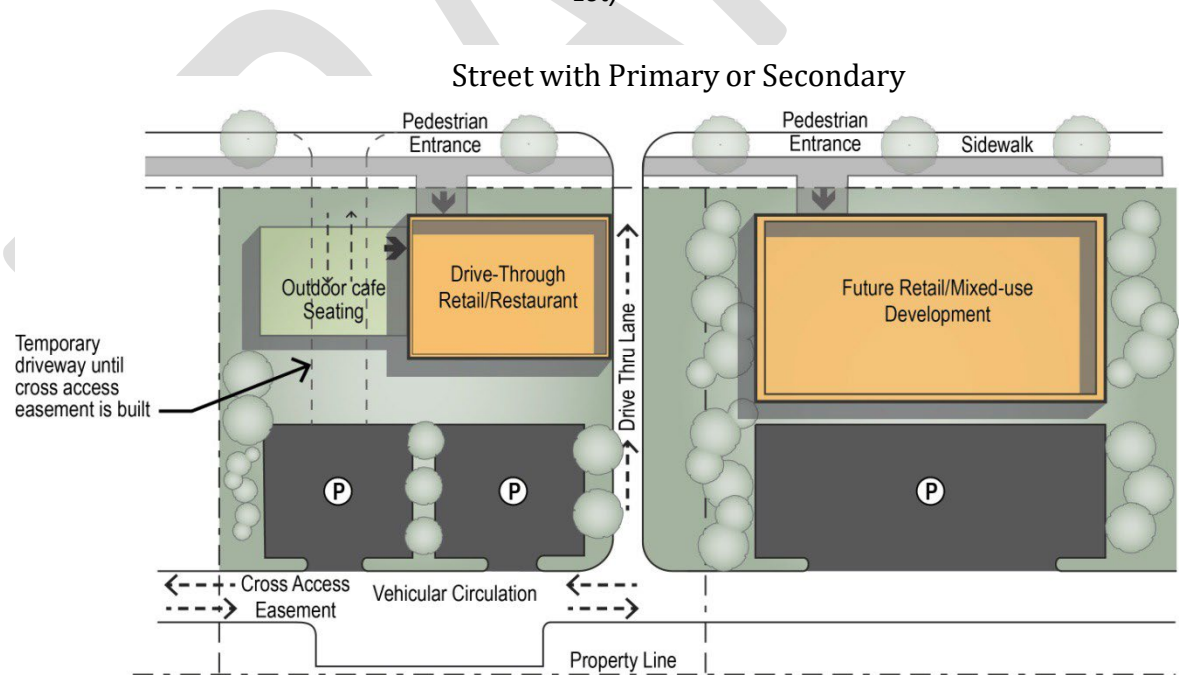 Street with Primary or Secondary
Pedestrian
Entrance
Pedestrian
Entrance
Sidewalk
Drive-Through
Retail/Restaurant
Outdoor cafe
Seating
Future Retail/Mixed-use
Development
Drive Thru Lane
Temporary
driveway until
cross access
easement is built
P
P
P
Cross Access
Easement
Vehicular Circulation
Property Line